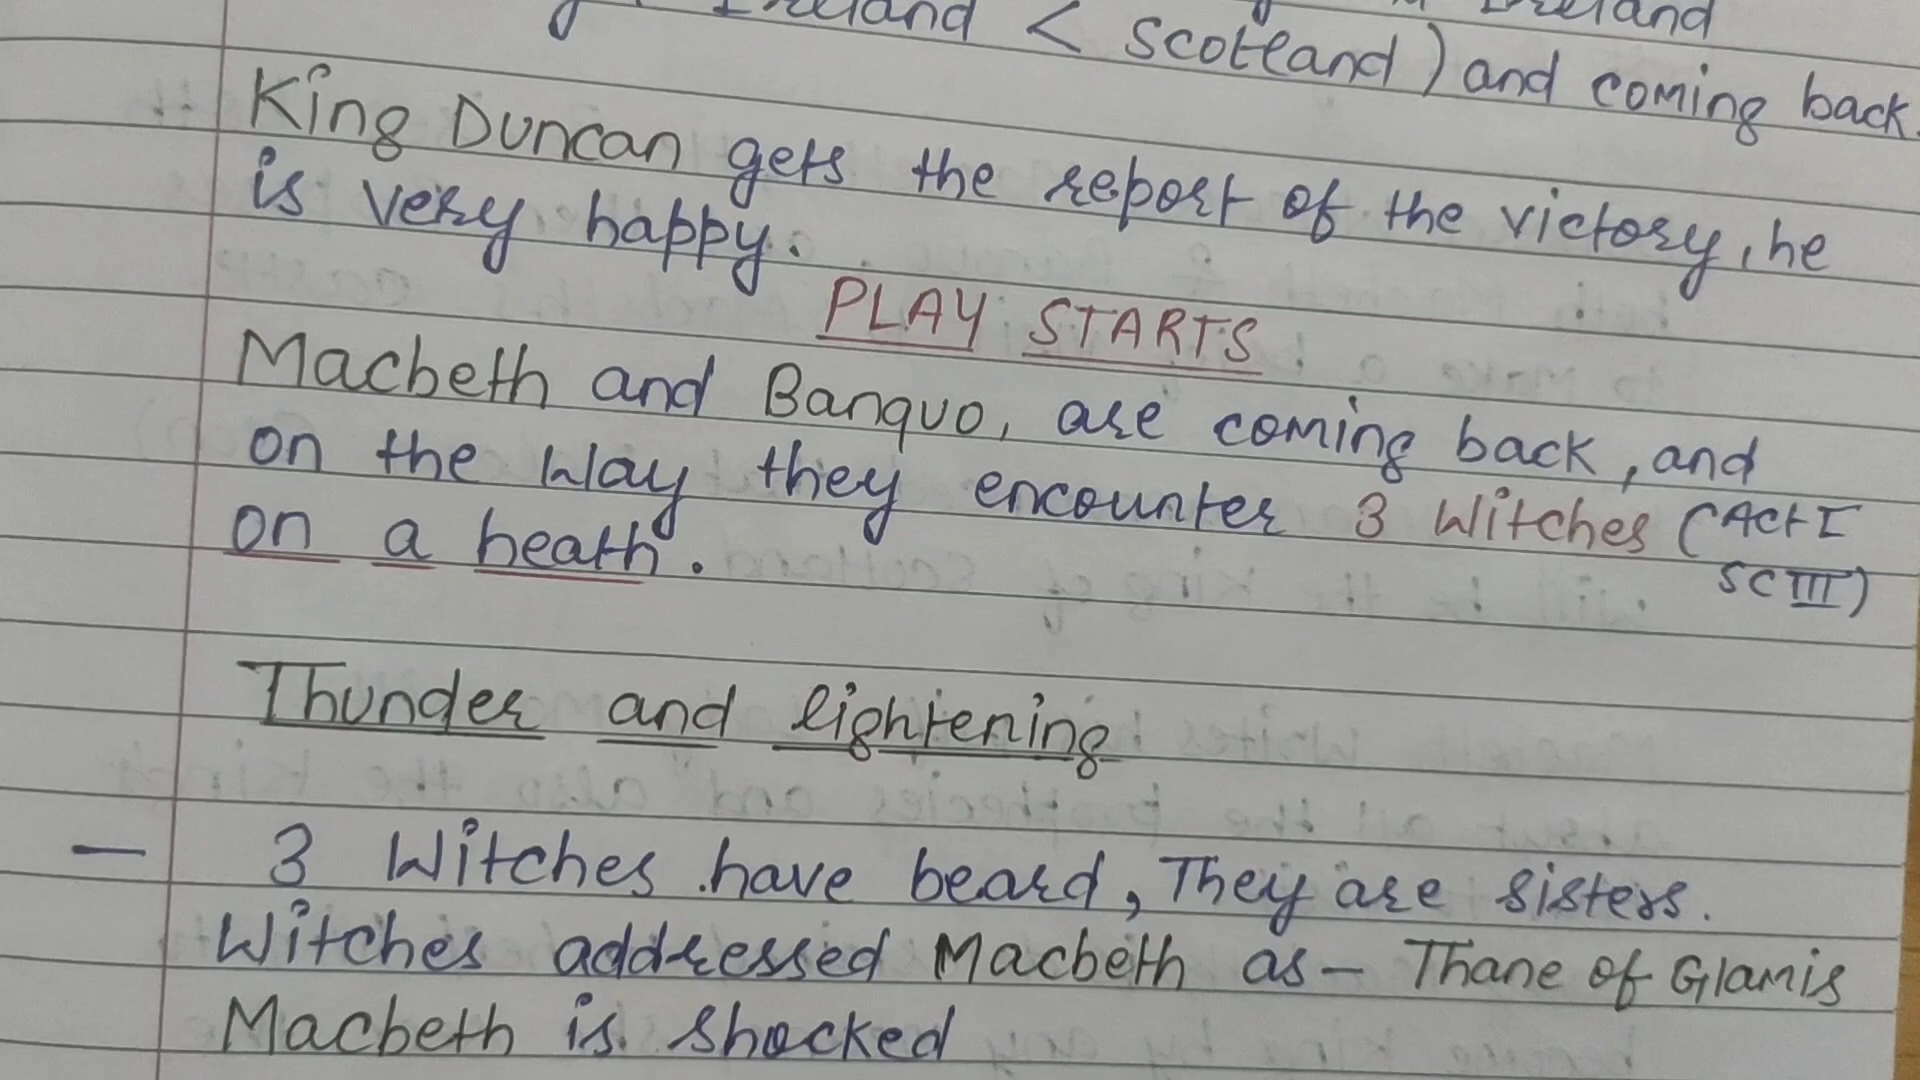 Ireland < Scotland) and coming back.
King Duncan gets the report of the victory, he
is very happy.
PLAY STARTS
Macbeth and Banquo, are coming back, and
on the way they encounter 3 Witches (Act I
SC III)
on a heath.
Thunder and lightening
— 3 Witches have beard, They are sisters.
Witches addressed Macbeth as — Thane of Glamis
Macbeth is shocked